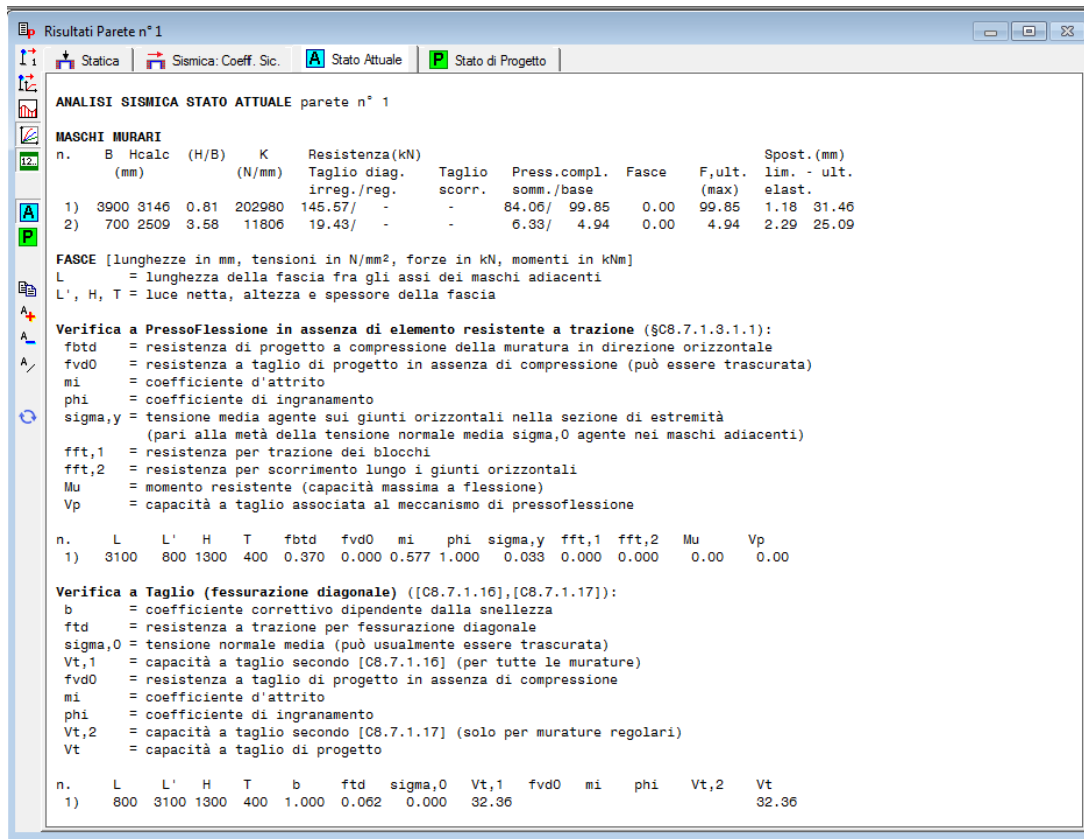 Risultati Parete n° 1
Statica | Sismica: Coeff. Sic. | A Stato Attuale | P Stato di Progetto
ANALISI SISMICA STATO ATTUALE parete n° 1
MASCHI MURARI
n. B Hcalc (H/B) K Resistenza(kN) Spost.(mm)
(mm) (N/mm) Taglio diag. Taglio Press.compl. Fasce F,ult. lim. - ult.
irreg./reg. scorr. somm./base (max) elast.
1) 3900 3146 0.81 202980 145.57/ - - 84.06/ 99.85 0.00 99.85 1.18 31.46
2) 700 2509 3.58 11806 19.43/ - - 6.33/ 4.94 0.00 4.94 2.29 25.09
FASCE [lunghezze in mm, tensioni in N/mm², forze in kN, momenti in kNm]
L = lunghezza della fascia fra gli assi dei maschi adiacenti
L', H, T = luce netta, altezza e spessore della fascia
Verifica a PressoFlessione in assenza di elemento resistente a trazione (§C8.7.1.3.1.1):
fbtd = resistenza di progetto a compressione della muratura in direzione orizzontale
fvd0 = resistenza a taglio di progetto in assenza di compressione (può essere trascurata)
mi = coefficiente d'attrito
phi = coefficiente di ingranamento
sigma,y = tensione media agente sui giunti orizzontali nella sezione di estremità
(pari alla metà della tensione normale media sigma,0 agente nei maschi adiacenti)
fft,1 = resistenza per trazione dei blocchi
fft,2 = resistenza per scorrimento lungo i giunti orizzontali
Mu = momento resistente (capacità massima a flessione)
Vp = capacità a taglio associata al meccanismo di pressoflessione
n. L L' H T fbtd fvd0 mi phi sigma,y fft,1 fft,2 Mu Vp
1) 3100 800 1300 400 0.370 0.000 0.577 1.000 0.033 0.000 0.000 0.00 0.00
Verifica a Taglio (fessurazione diagonale) ([C8.7.1.16],[C8.7.1.17]):
b = coefficiente correttivo dipendente dalla snellezza
ftd = resistenza a trazione per fessurazione diagonale
sigma,0 = tensione normale media (può usualmente essere trascurata)
Vt,1 = capacità a taglio secondo [C8.7.1.16] (per tutte le murature)
fvd0 = resistenza a taglio di progetto in assenza di compressione
mi = coefficiente d'attrito
phi = coefficiente di ingranamento
Vt,2 = capacità a taglio secondo [C8.7.1.17] (solo per murature regolari)
Vt = capacità a taglio di progetto
n. L L' H T b ftd sigma,0 Vt,1 fvd0 mi phi Vt,2 Vt
1) 800 3100 1300 400 1.000 0.062 0.000 32.36 32.36